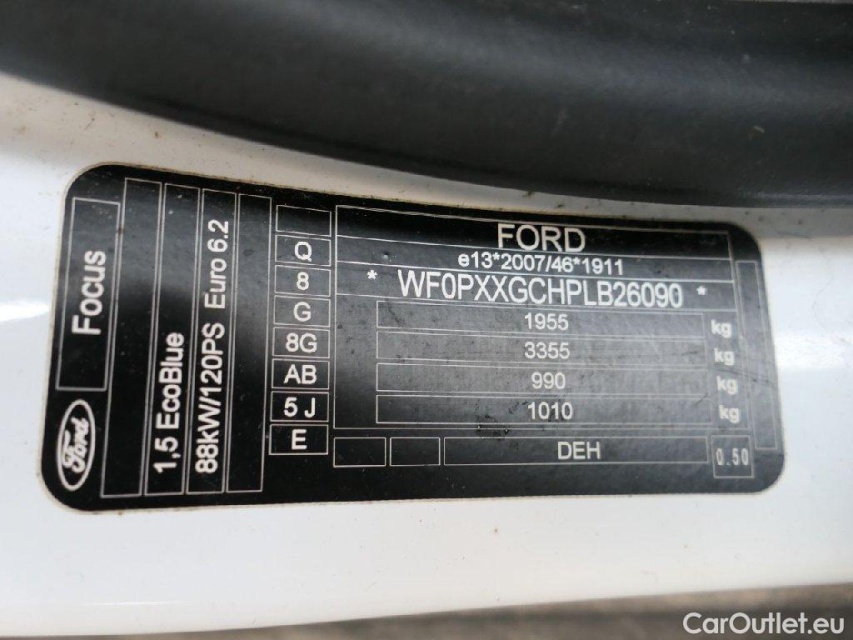 Focus
Ford
1,5 EcoBlue
88kW/120PS Euro 6.2
Q
8
G
8G
AB
5 J
E
FORD
e13*2007/46*1911
* WF0PXXGCHPLB26090 *
1955 kg
3355 kg
990 kg
1010 kg
DEH
0.50
CarOutlet.eu